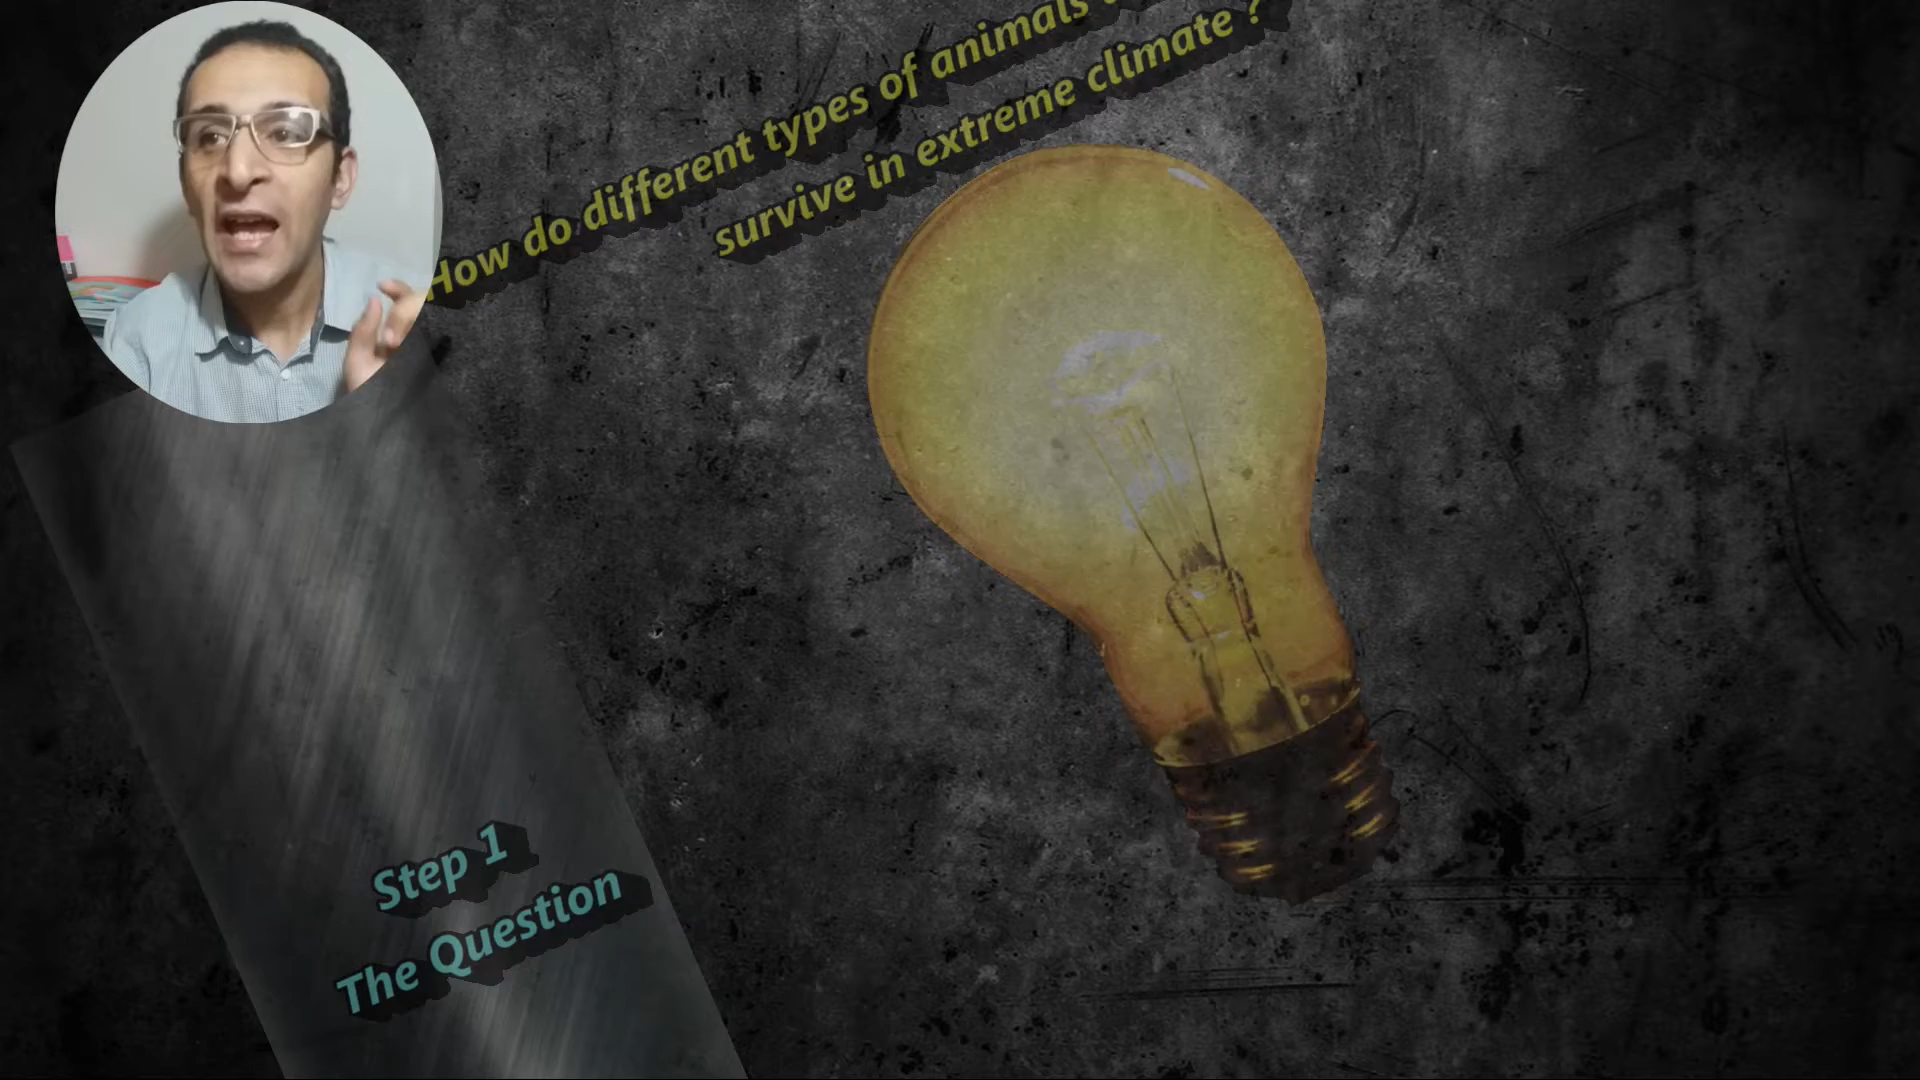 How do different types of animals
survive in extreme climate ?
Step 1
The Question